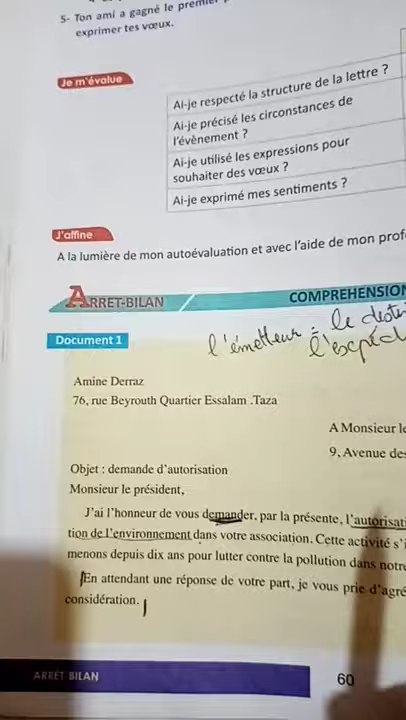 5- Ton ami a gagné le premier
exprimer tes vœux.
Je m'évalue
Ai-je respecté la structure de la lettre ?
Ai-je précisé les circonstances de
l'évènement ?
Ai-je utilisé les expressions pour
souhaiter des vœux ?
Ai-je exprimé mes sentiments ?
J'affine
A la lumière de mon autoévaluation et avec l'aide de mon prof
ARRET-BILAN
COMPREHENSION
Document 1
l'émetteur = le desti
l'expéd
Amine Derraz
76, rue Beyrouth Quartier Essalam .Taza
A Monsieur le
9, Avenue des
Objet : demande d'autorisation
Monsieur le président,
J'ai l'honneur de vous demander, par la présente, l'autorisati
tion de l'environnement dans votre association. Cette activité s'i
menons depuis dix ans pour lutter contre la pollution dans notre
En attendant une réponse de votre part, je vous prie d'agré
considération.
ARRET BILAN
60